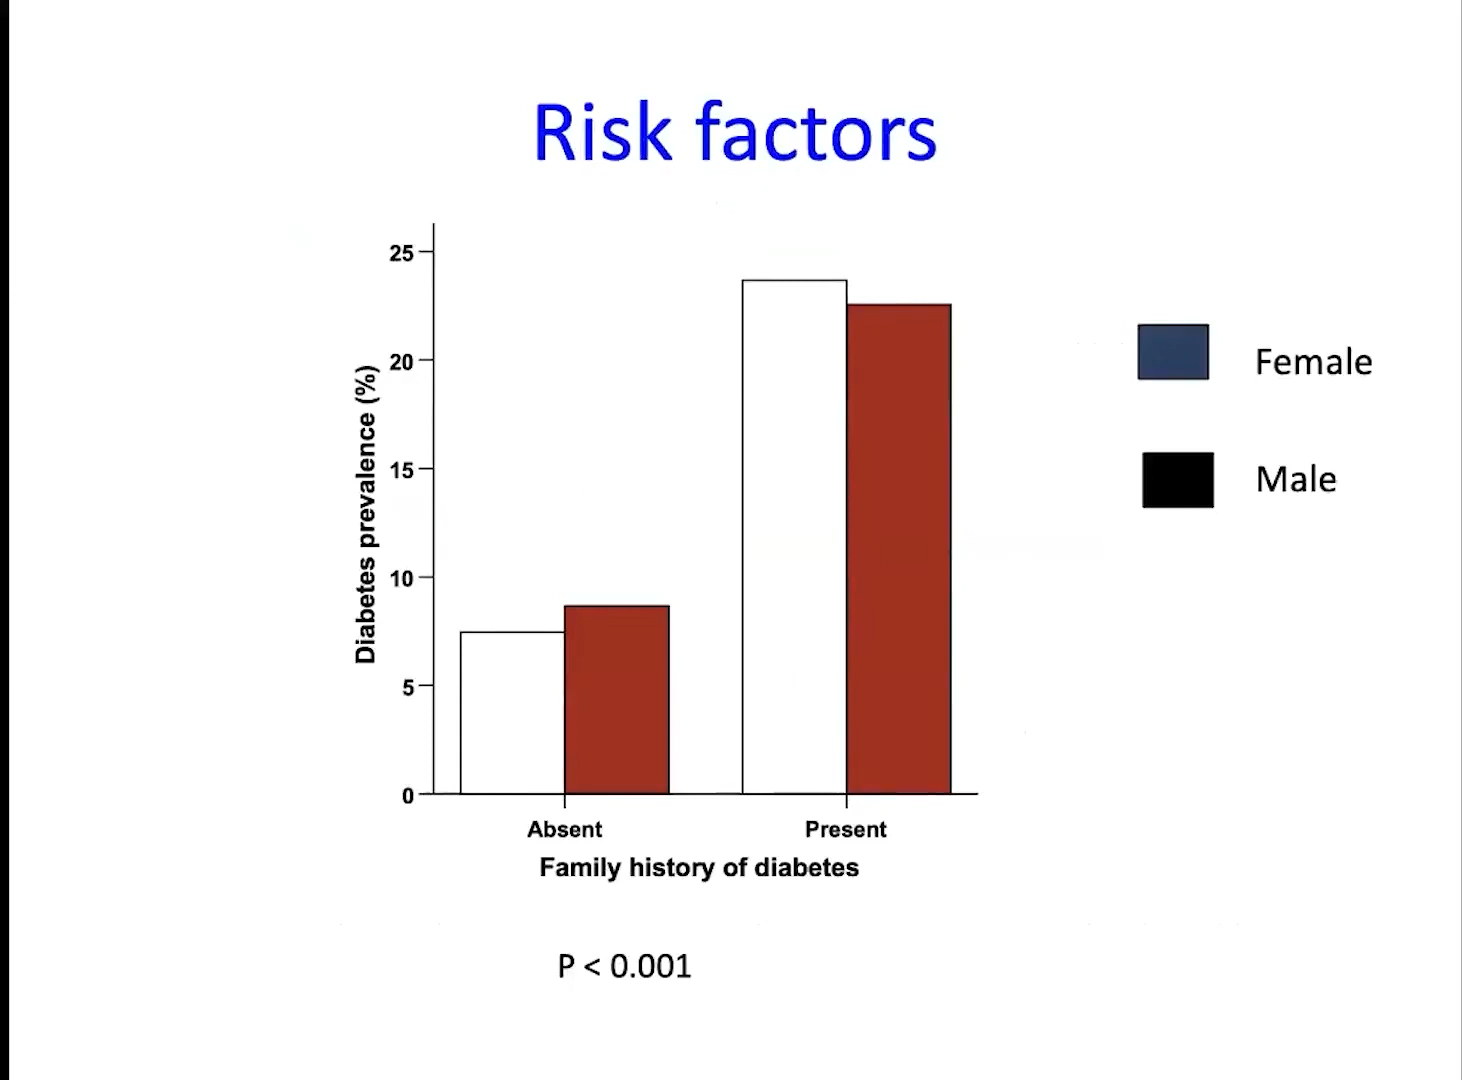 Risk factors
25
20
15
10
5
0
Diabetes prevalence (%)
Absent Present
Family history of diabetes
Female
Male
P < 0.001